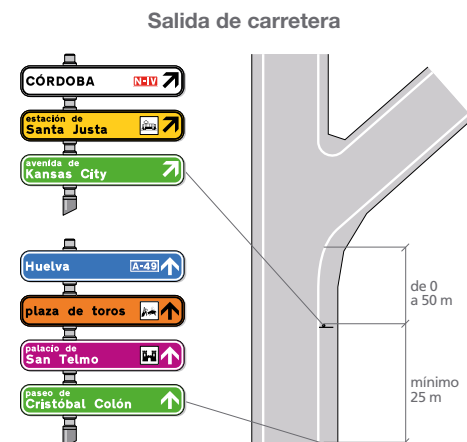 Salida de carretera
CÓRDOBA N-IV
estación de
Santa Justa
avenida de
Kansas City
Huelva A-49
plaza de toros
palacio de
San Telmo
paseo de
Cristóbal Colón
de 0
a 50 m
mínimo
25 m